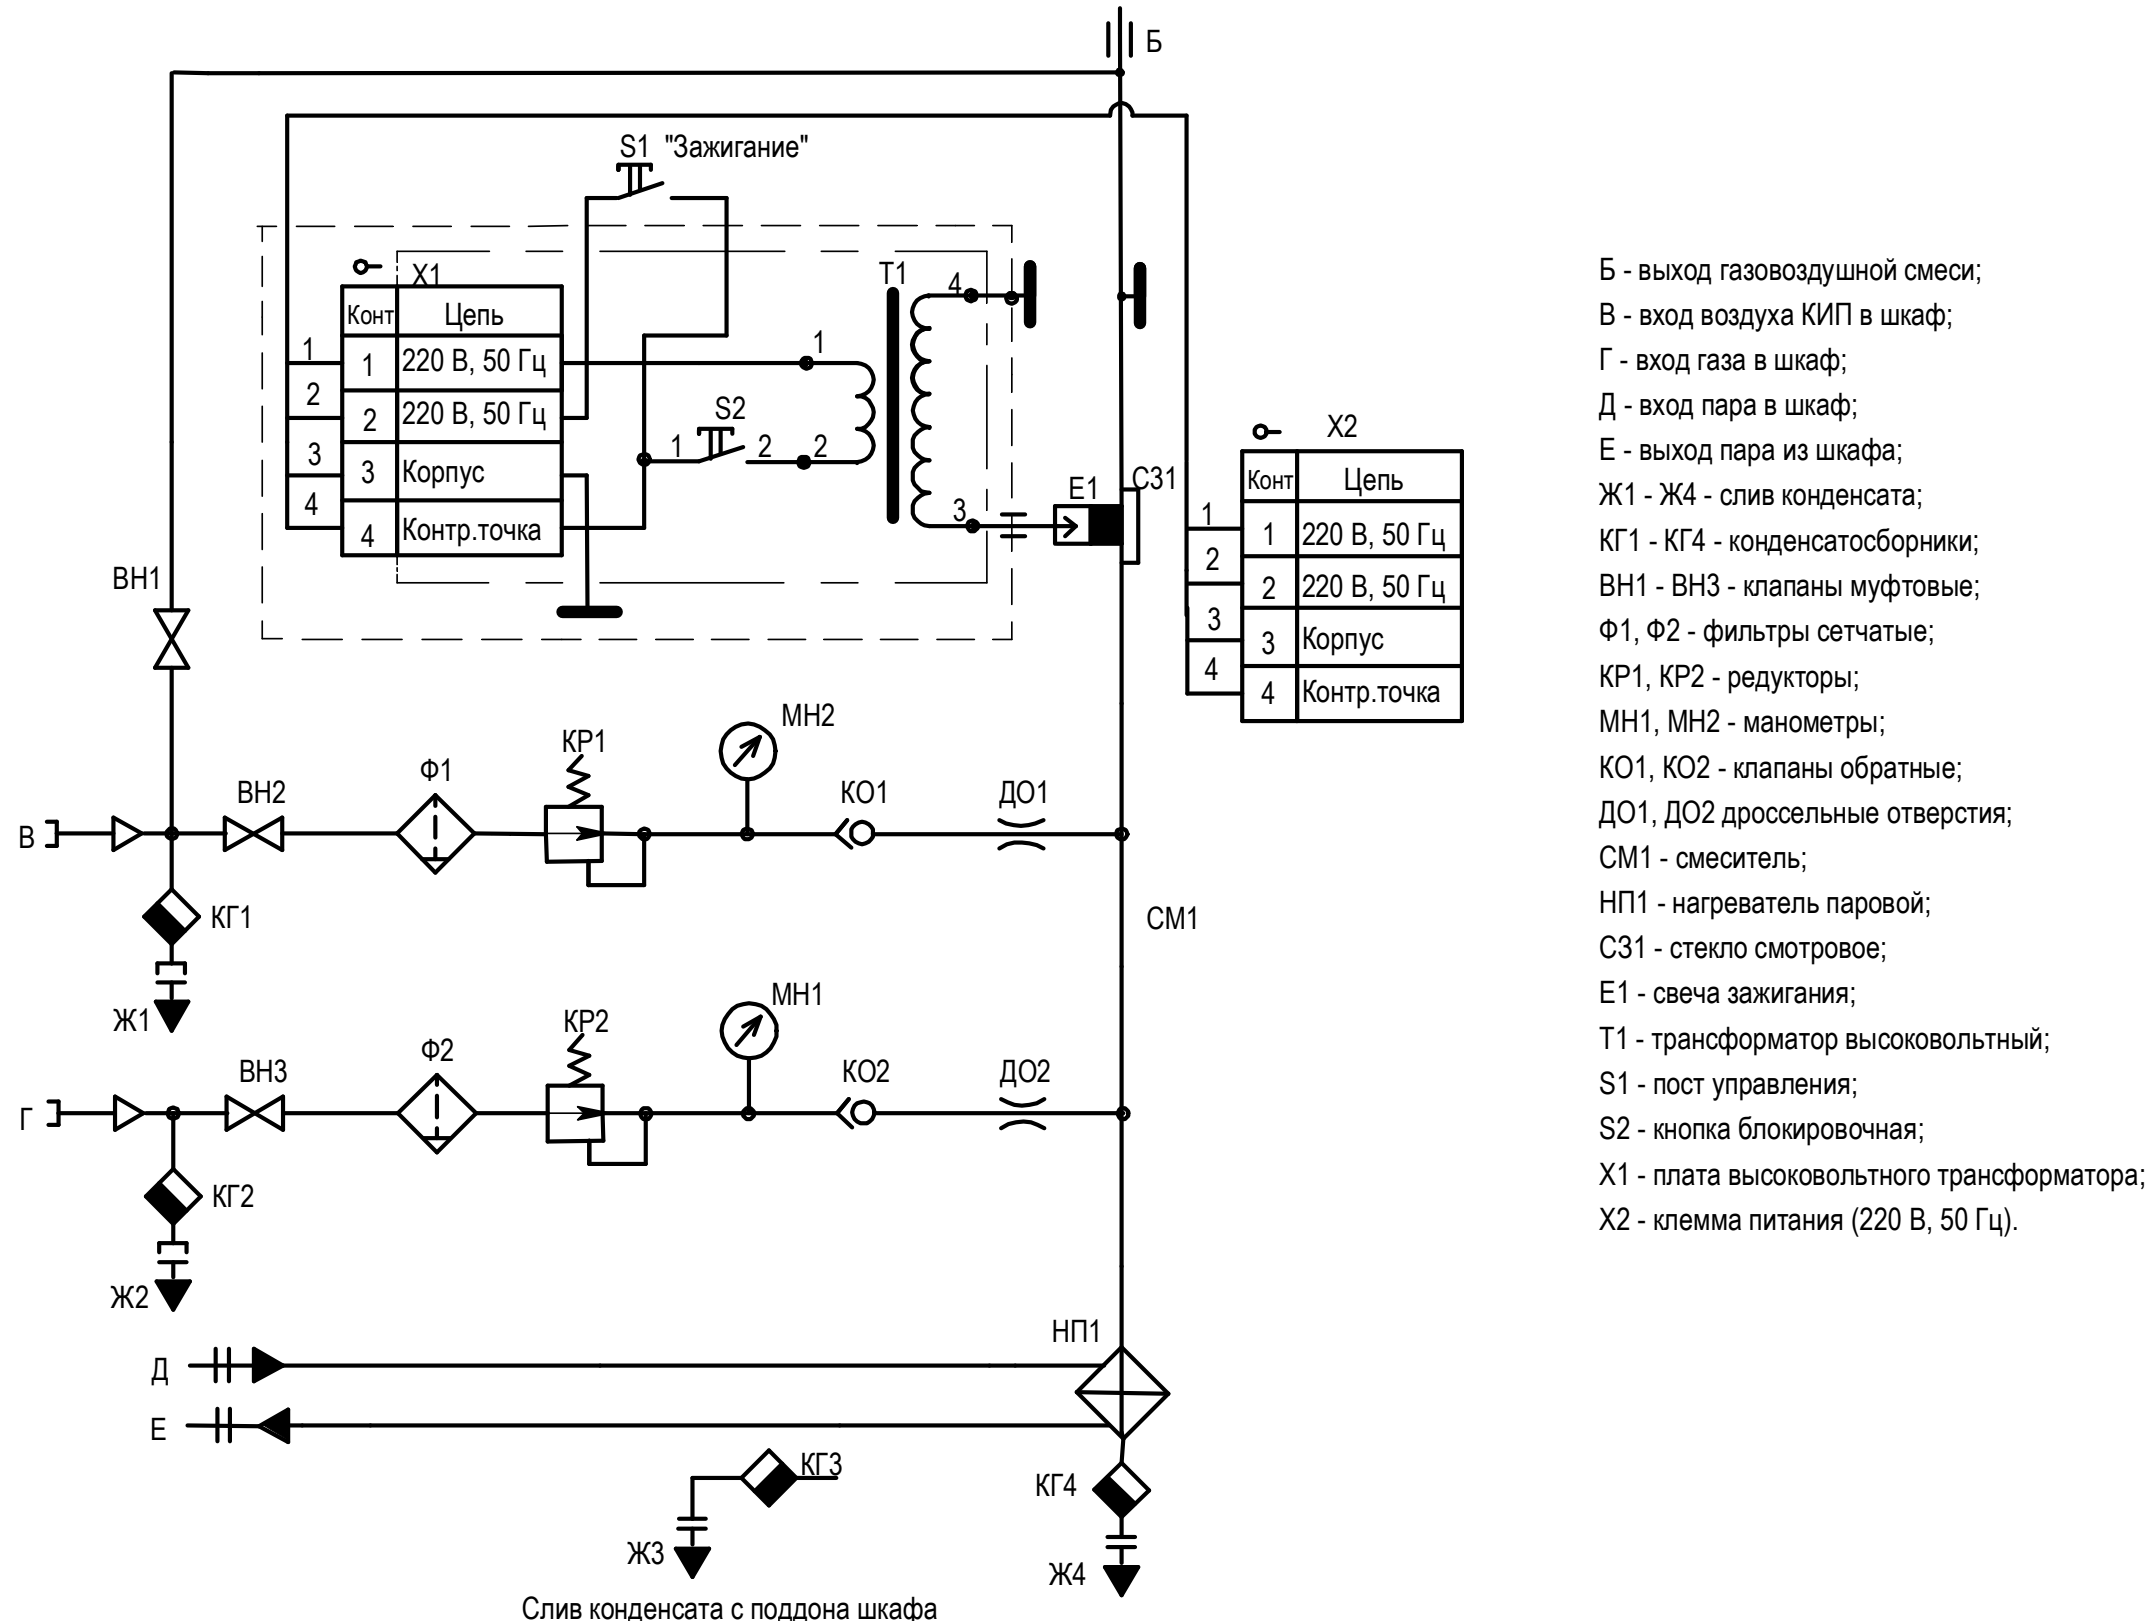 Б
S1 "Зажигание"
X1
Конт Цепь
1 220 В, 50 Гц
2 220 В, 50 Гц
3 Корпус
4 Контр.точка
1
2
3
4
T1
4
1
S2
1 2 2
3
E1
СЗ1
X2
Конт Цепь
1 220 В, 50 Гц
2 220 В, 50 Гц
3 Корпус
4 Контр.точка
1
2
3
4
ВН1
МН2
КР1
Ф1
ВН2
КО1
ДО1
В
КГ1
СМ1
Ж1
МН1
КР2
Ф2
ВН3
КО2
ДО2
Г
КГ2
Ж2
НП1
Д
Е
КГ3
КГ4
Ж3
Ж4
Слив конденсата с поддона шкафа
Б - выход газовоздушной смеси;
В - вход воздуха КИП в шкаф;
Г - вход газа в шкаф;
Д - вход пара в шкаф;
Е - выход пара из шкафа;
Ж1 - Ж4 - слив конденсата;
КГ1 - КГ4 - конденсатосборники;
ВН1 - ВН3 - клапаны муфтовые;
Ф1, Ф2 - фильтры сетчатые;
КР1, КР2 - редукторы;
МН1, МН2 - манометры;
КО1, КО2 - клапаны обратные;
ДО1, ДО2 дроссельные отверстия;
СМ1 - смеситель;
НП1 - нагреватель паровой;
СЗ1 - стекло смотровое;
Е1 - свеча зажигания;
Т1 - трансформатор высоковольтный;
S1 - пост управления;
S2 - кнопка блокировочная;
Х1 - плата высоковольтного трансформатора;
Х2 - клемма питания (220 В, 50 Гц).